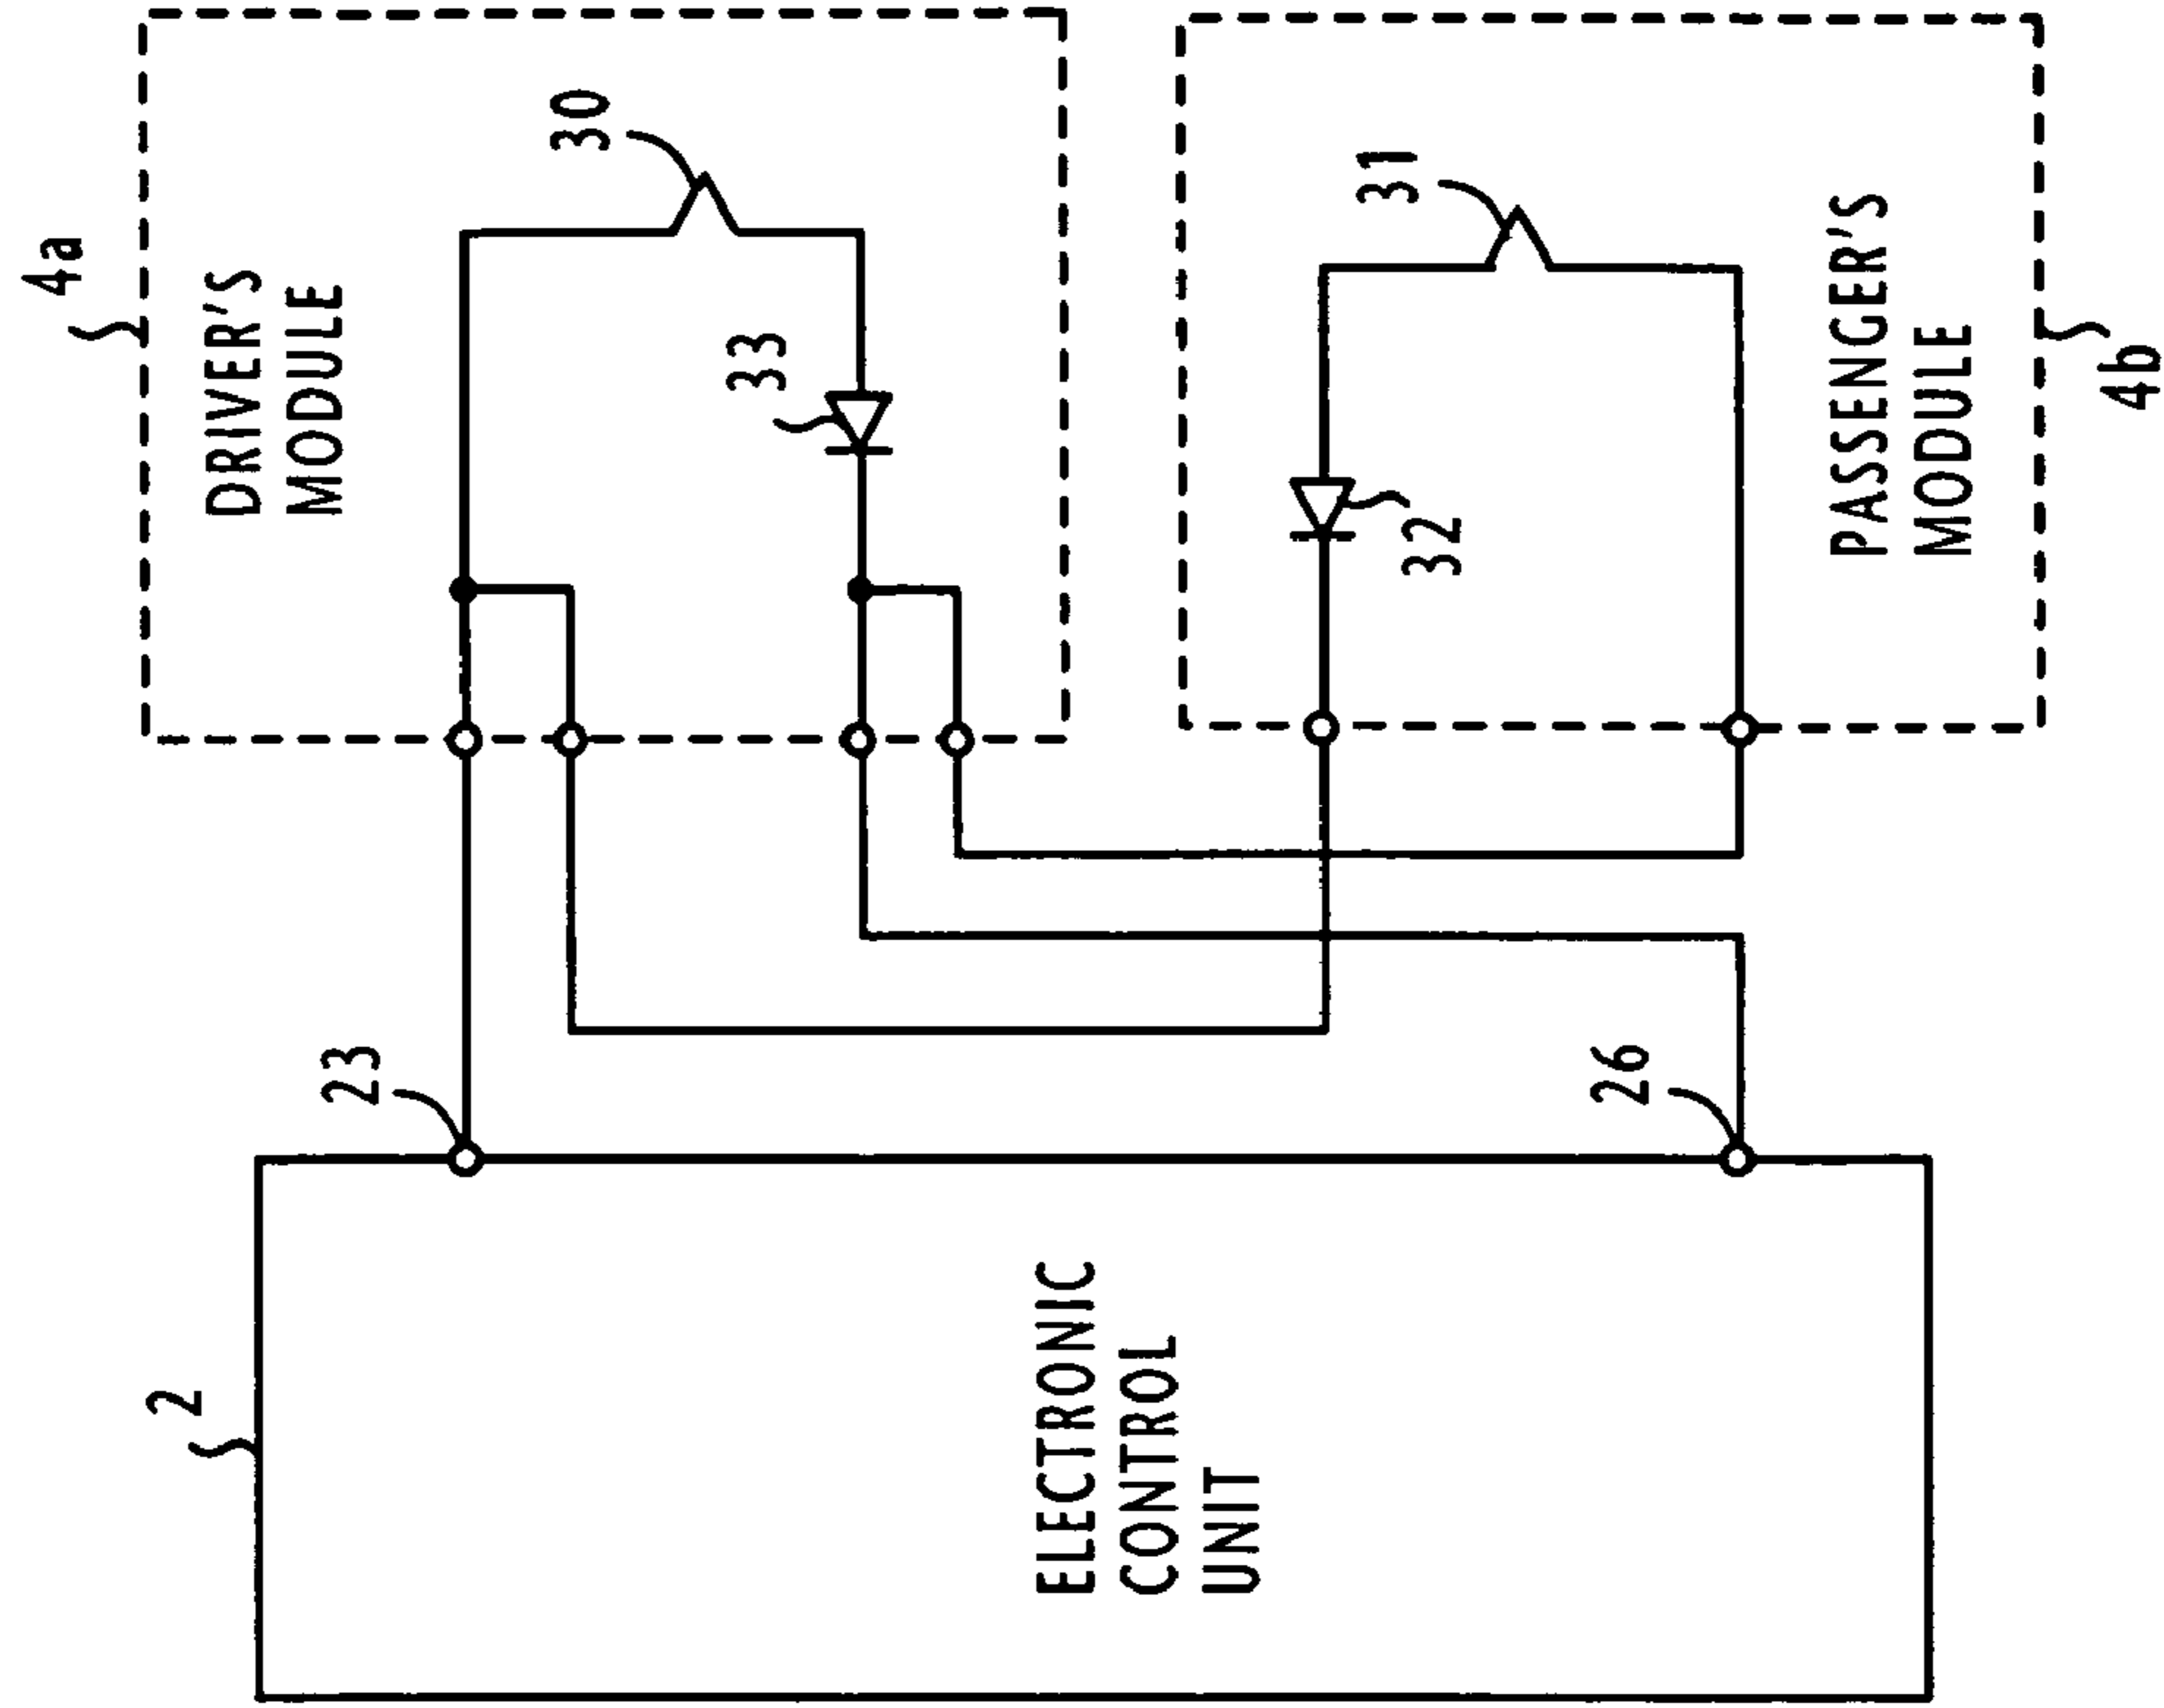 4a
DRIVER'S
MODULE
30
33
2
23
ELECTRONIC
CONTROL
UNIT
26
31
32
PASSENGER'S
MODULE
4b